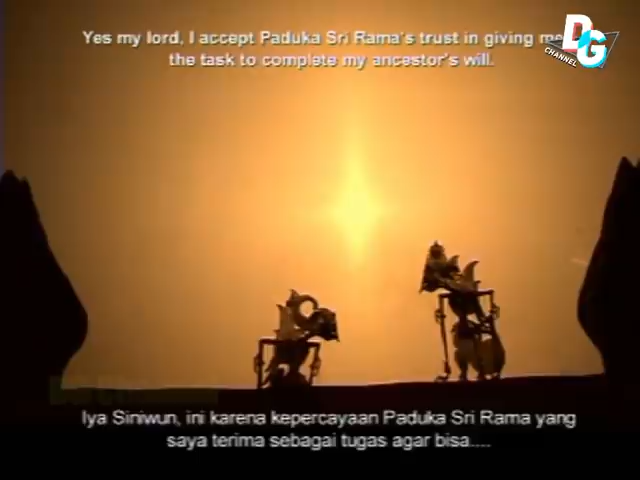 Yes my lord, I accept Paduka Sri Rama's trust in giving me
the task to complete my ancestor's will.
DG
CHANNEL
Iya Siniwun, ini karena kepercayaan Paduka Sri Rama yang
saya terima sebagai tugas agar bisa....